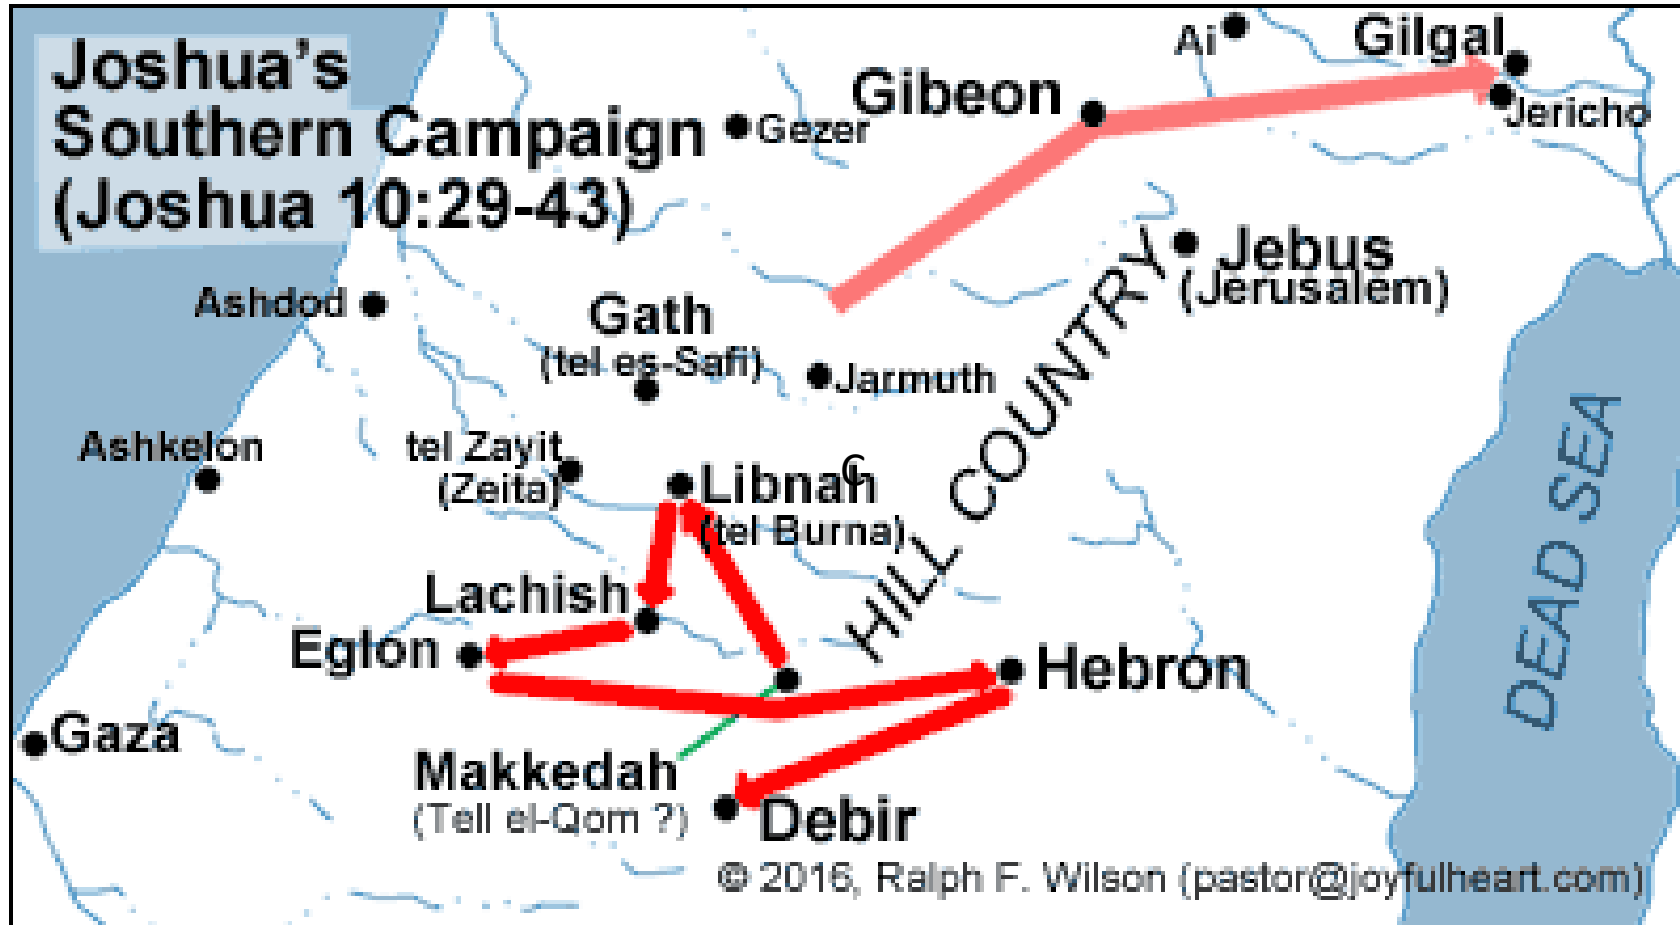 Joshua's
Southern Campaign
(Joshua 10:29-43)
Ai
Gilgal
Gibeon
Gezer
Jericho
Jebus
(Jerusalem)
Ashdod
Gath
(tel es-Safi)
Jarmuth
HILL COUNTRY
DEAD SEA
Ashkelon
tel Zayit
(Zeita)
Libnah
(tel Burna)
Lachish
Eglon
Hebron
Gaza
Makkedah
(Tell el-Qom ?)
Debir
© 2016, Ralph F. Wilson (pastor@joyfulheart.com)